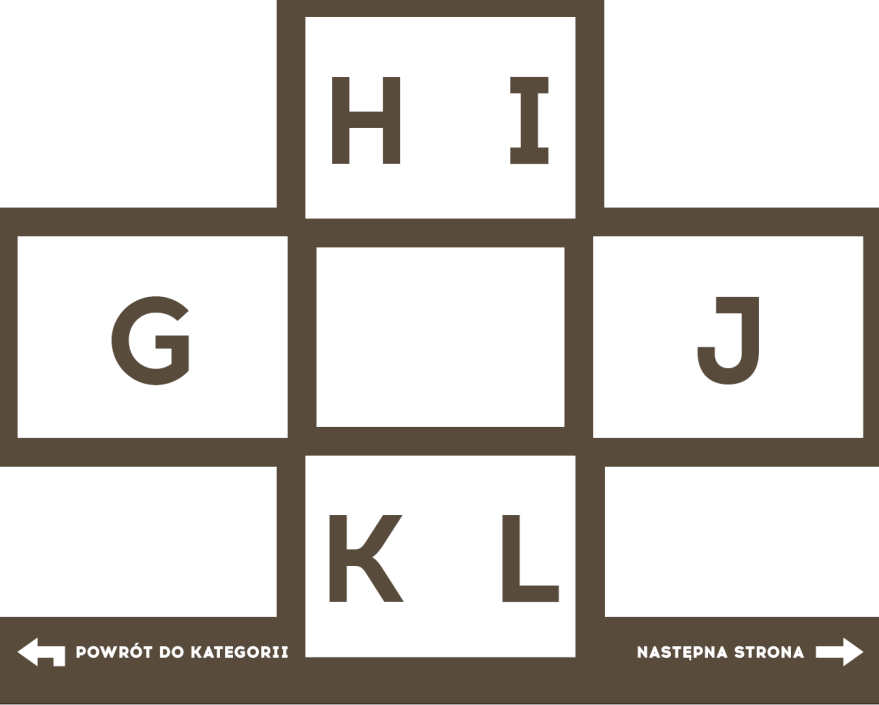 H I
G J
K L
POWRÓT DO KATEGORII
NASTĘPNA STRONA